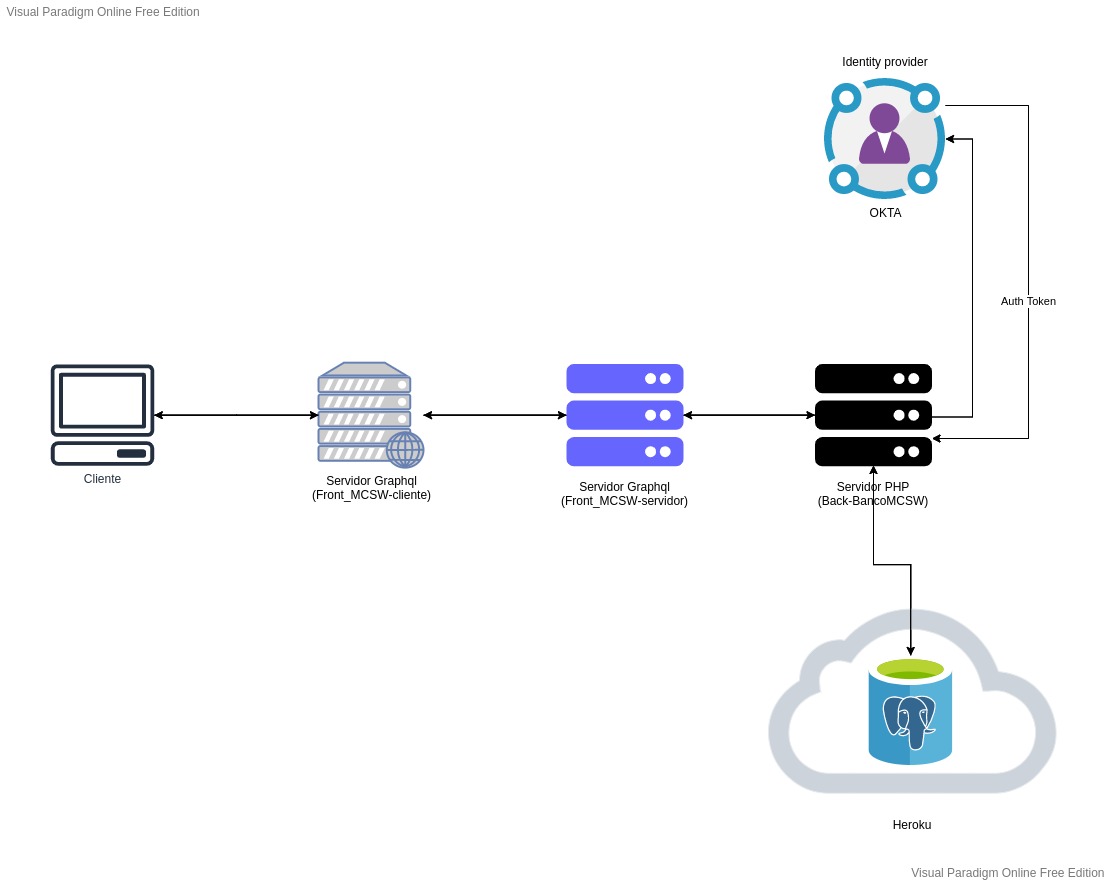 Visual Paradigm Online Free Edition
Identity provider
OKTA
Auth Token
Cliente
Servidor Graphql
(Front_MCSW-cliente)
Servidor Graphql
(Front_MCSW-servidor)
Servidor PHP
(Back-BancoMCSW)
Heroku
Visual Paradigm Online Free Edition